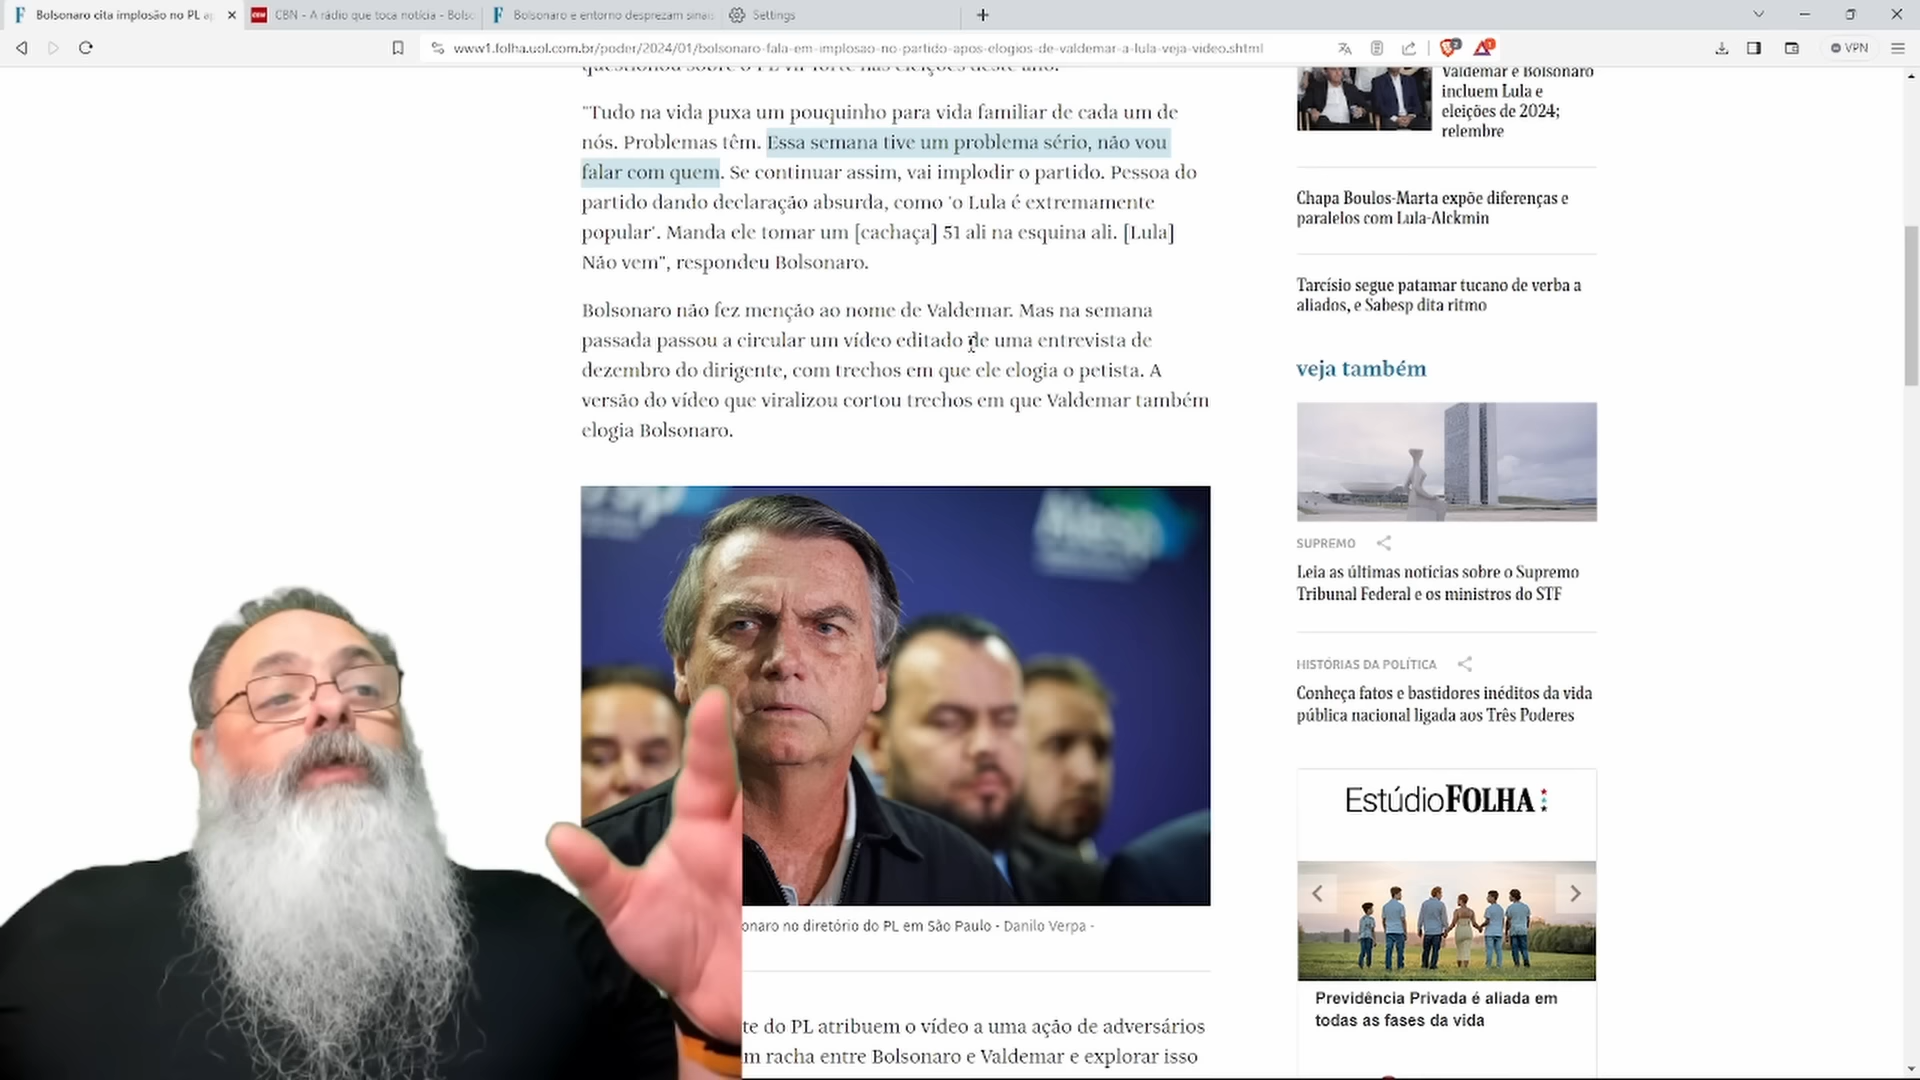 Bolsonaro cita implosão no PL ap
CBN - A rádio que toca notícia - Bolso
Bolsonaro e entorno desprezam sinais
Settings
www1.folha.uol.com.br/poder/2024/01/bolsonaro-fala-em-implosao-no-partido-apos-elogios-de-valdemar-a-lula-veja-video.shtml
VPN
questionou sobre o PL vir forte nas eleições deste ano.
"Tudo na vida puxa um pouquinho para vida familiar de cada um de
nós. Problemas têm. Essa semana tive um problema sério, não vou
falar com quem. Se continuar assim, vai implodir o partido. Pessoa do
partido dando declaração absurda, como 'o Lula é extremamente
popular'. Manda ele tomar um [cachaça] 51 ali na esquina ali. [Lula]
Não vem", respondeu Bolsonaro.
Bolsonaro não fez menção ao nome de Valdemar. Mas na semana
passada passou a circular um vídeo editado de uma entrevista de
dezembro do dirigente, com trechos em que ele elogia o petista. A
versão do vídeo que viralizou cortou trechos em que Valdemar também
elogia Bolsonaro.
onaro no diretório do PL em São Paulo - Danilo Verpa -
te do PL atribuem o vídeo a uma ação de adversários
m racha entre Bolsonaro e Valdemar e explorar isso
Valdemar e Bolsonaro
incluem Lula e
eleições de 2024;
relembre
Chapa Boulos-Marta expõe diferenças e
paralelos com Lula-Alckmin
Tarcísio segue patamar tucano de verba a
aliados, e Sabesp dita ritmo
veja também
SUPREMO
Leia as últimas notícias sobre o Supremo
Tribunal Federal e os ministros do STF
HISTÓRIAS DA POLÍTICA
Conheça fatos e bastidores inéditos da vida
pública nacional ligada aos Três Poderes
EstúdioFOLHA
Previdência Privada é aliada em
todas as fases da vida